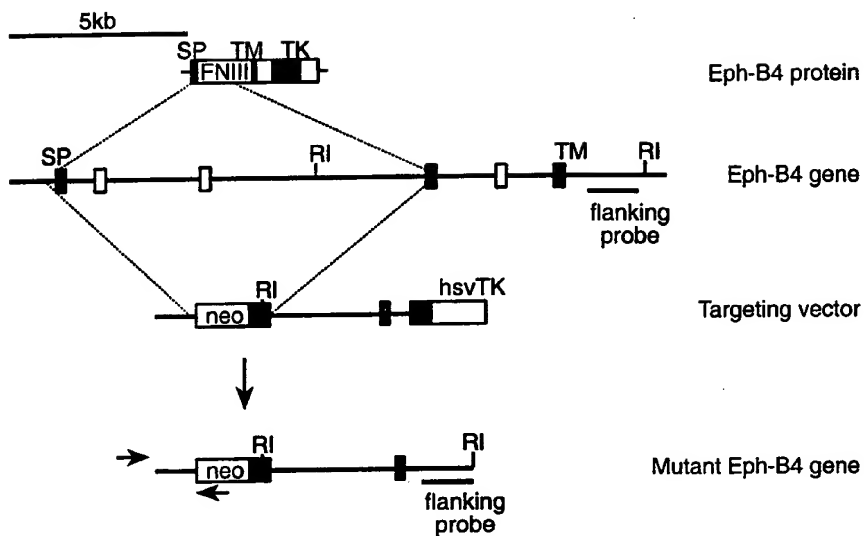 5kb
SP TM TK
FNIII
Eph-B4 protein
SP RI TM RI
Eph-B4 gene
flanking
probe
RI hsvTK
neo
Targeting vector
RI RI
neo
Mutant Eph-B4 gene
flanking
probe